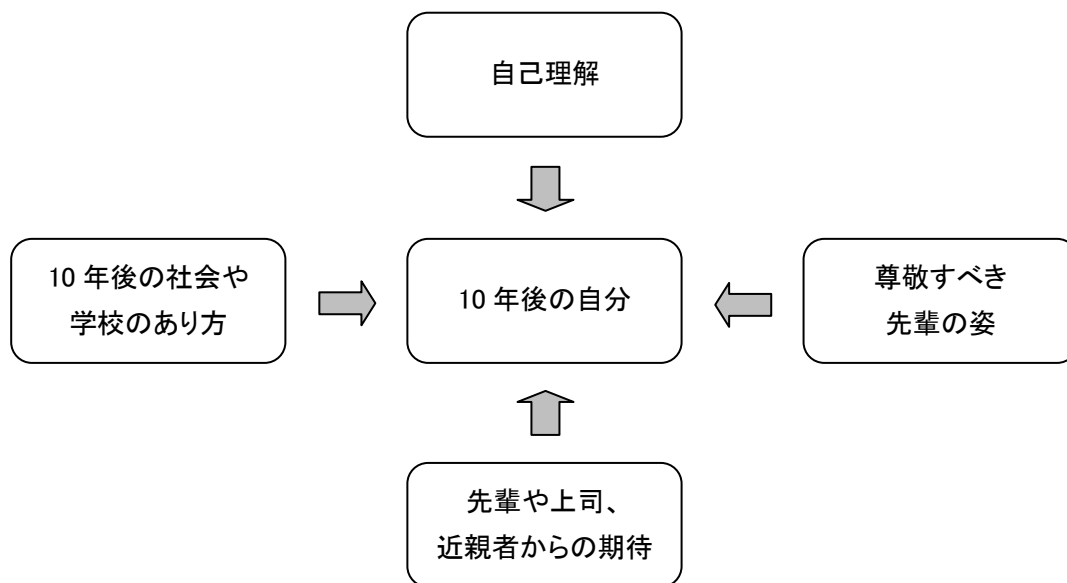 自己理解
10 年後の社会や
学校のあり方
10 年後の自分
尊敬すべき
先輩の姿
先輩や上司、
近親者からの期待